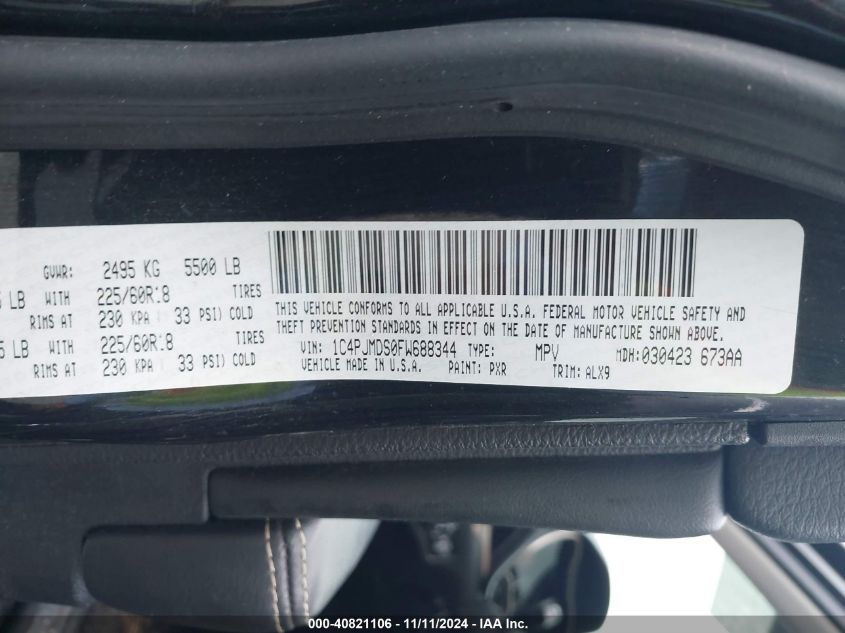 GVWR: 2495 KG 5500 LB
LB WITH 225/60R18 TIRES
RIMS AT 230 KPA ( 33 PSI) COLD
5 LB WITH 225/60R18 TIRES
RIMS AT 230 KPA ( 33 PSI) COLD
THIS VEHICLE CONFORMS TO ALL APPLICABLE U.S.A. FEDERAL MOTOR VEHICLE SAFETY AND
THEFT PREVENTION STANDARDS IN EFFECT ON THE DATE OF MANUFACTURE SHOWN ABOVE.
VIN: 1C4PJMDS0FW688344 TYPE: MPV MDH:030423 673AA
VEHICLE MADE IN U.S.A. PAINT: PXR TRIM: ALX9
000-40821106 - 11/11/2024 - IAA Inc.